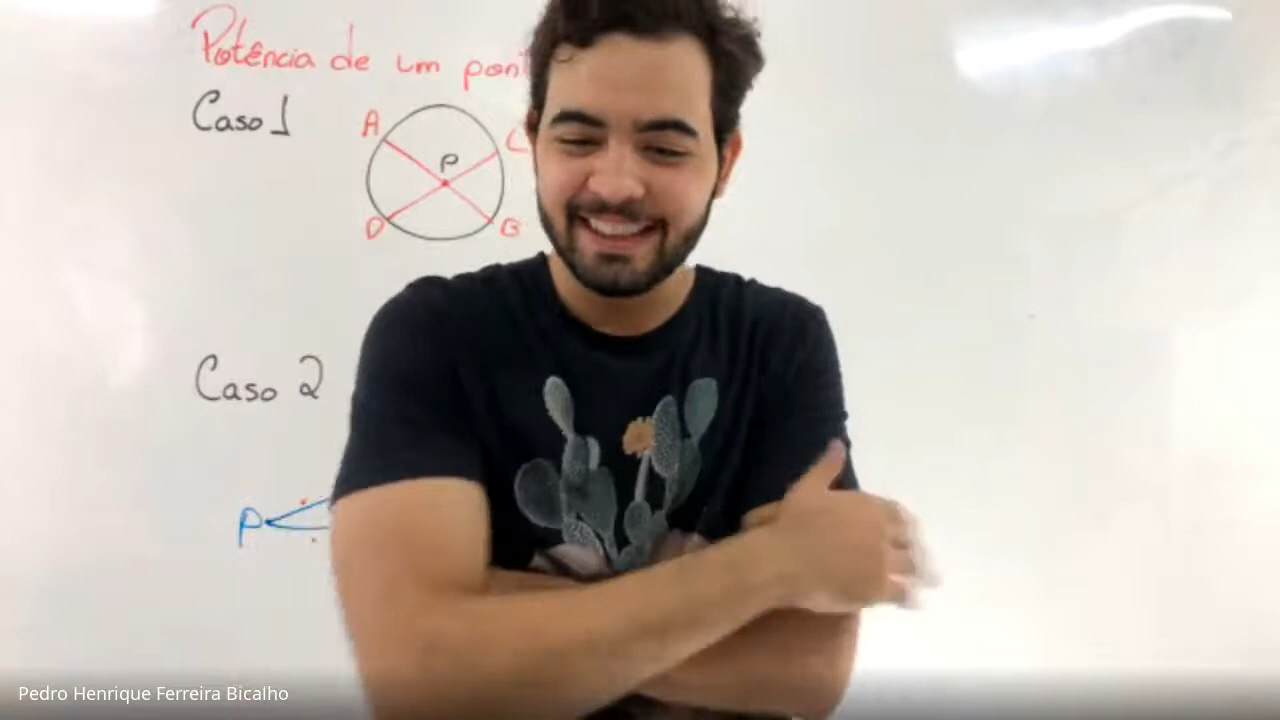 Potência de um pont
Caso 1
A
C
P
D
B
Caso 2
P
Pedro Henrique Ferreira Bicalho